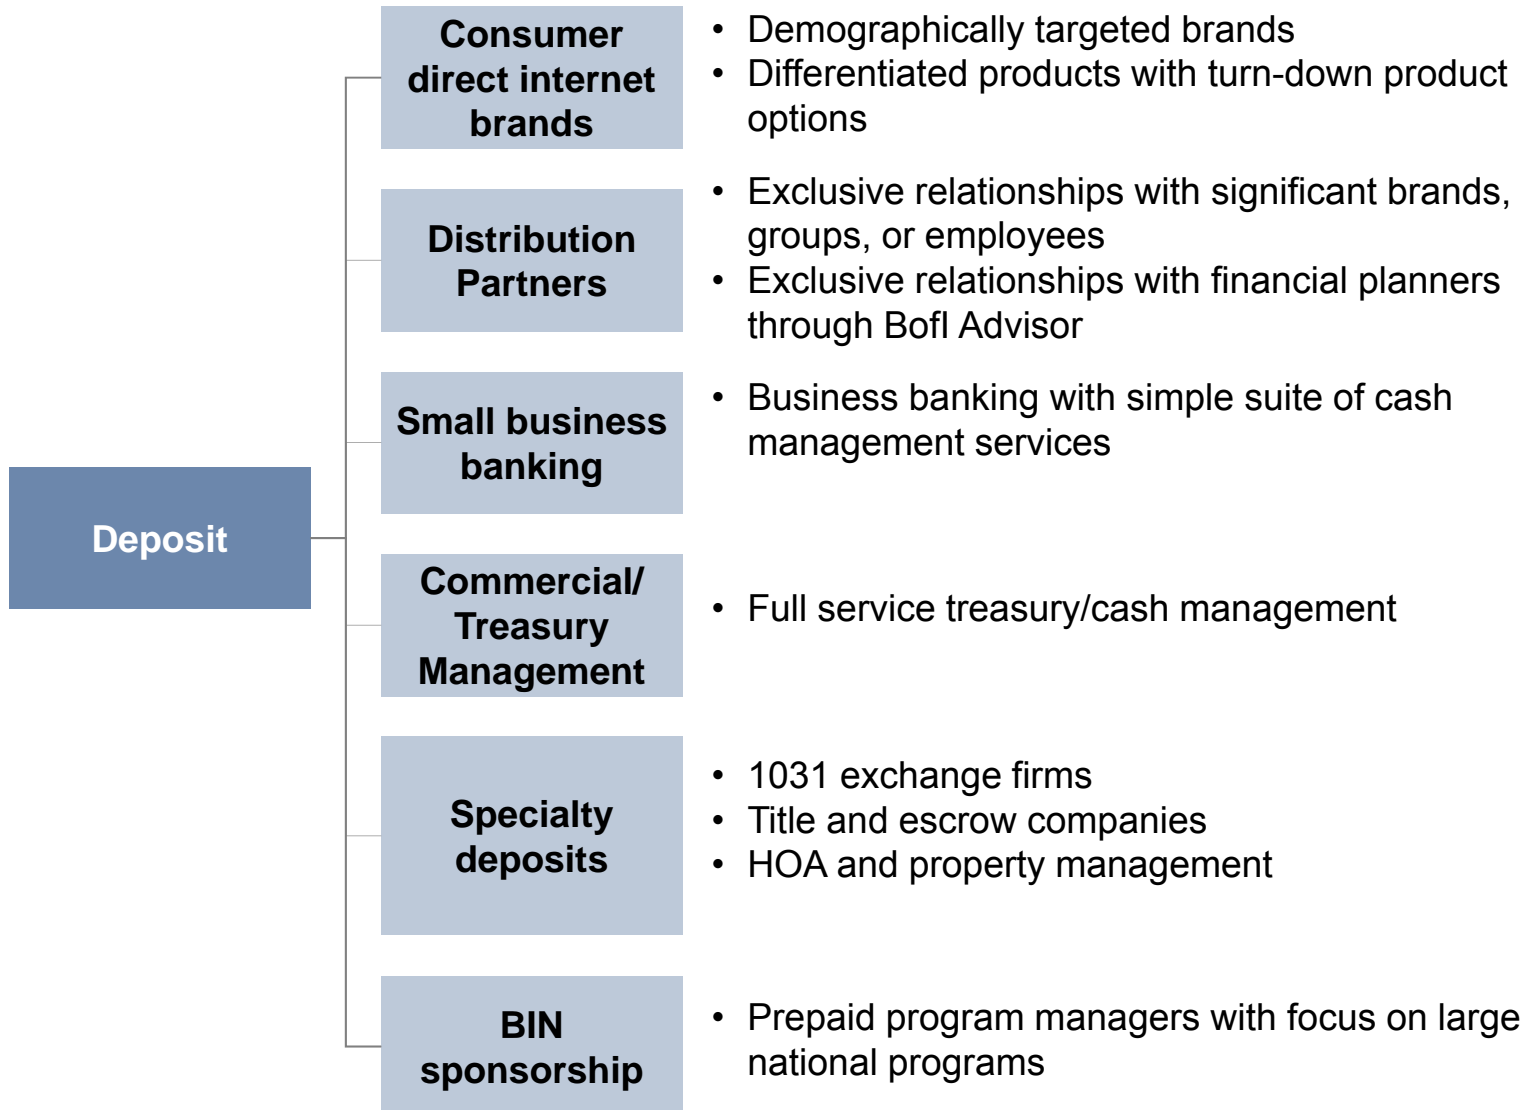 Consumer
direct internet
brands
• Demographically targeted brands
• Differentiated products with turn-down product
options
Distribution
Partners
• Exclusive relationships with significant brands,
groups, or employees
• Exclusive relationships with financial planners
through BofI Advisor
Small business
banking
• Business banking with simple suite of cash
management services
Deposit
Commercial/
Treasury
Management
• Full service treasury/cash management
Specialty
deposits
• 1031 exchange firms
• Title and escrow companies
• HOA and property management
BIN
sponsorship
• Prepaid program managers with focus on large
national programs